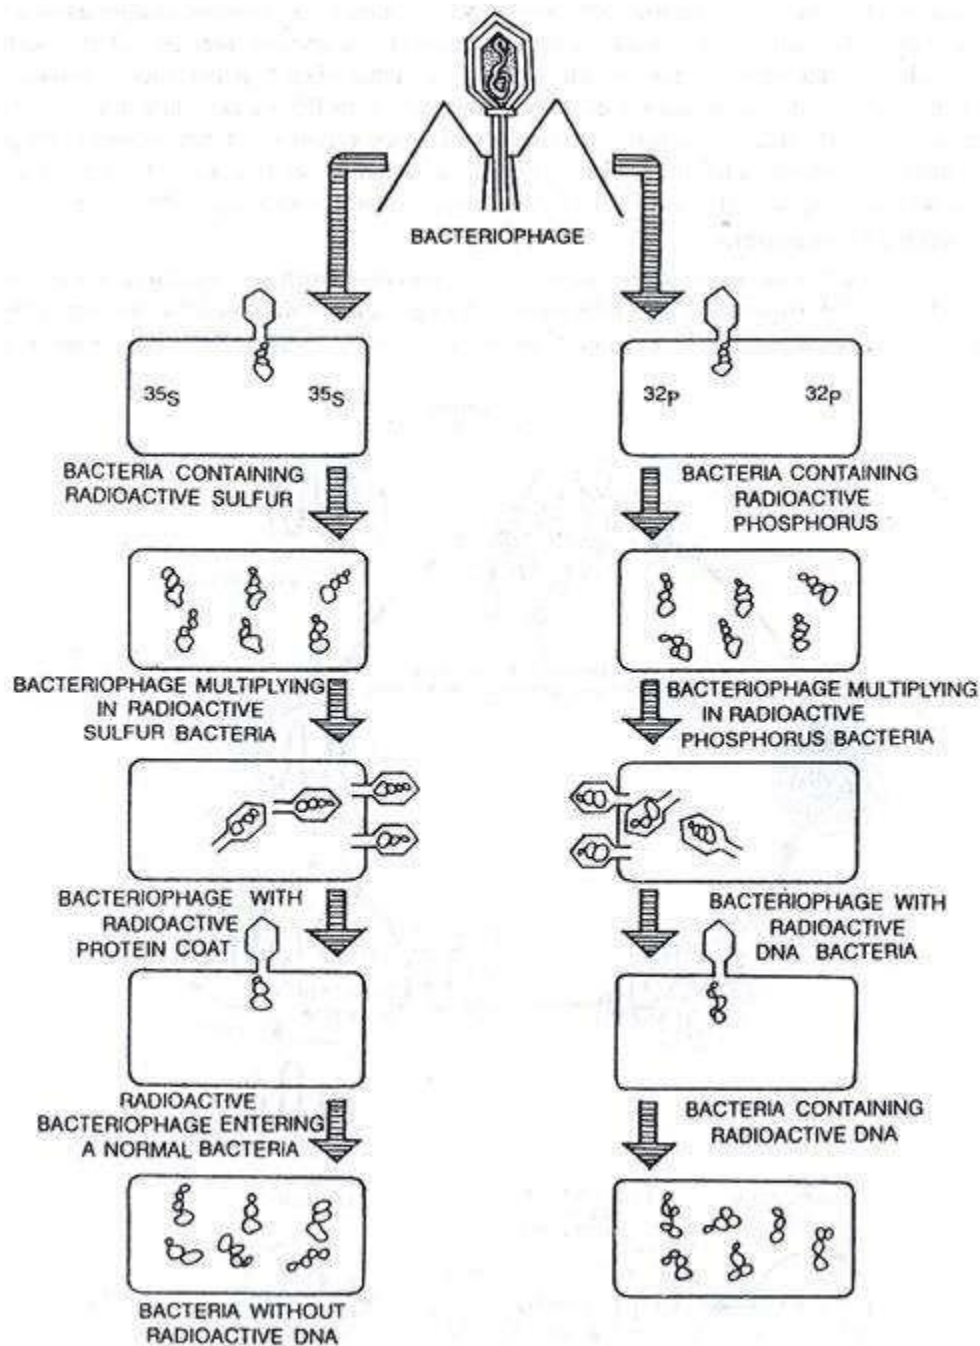 BACTERIOPHAGE
35S 35S
BACTERIA CONTAINING
RADIOACTIVE SULFUR
32P 32P
BACTERIA CONTAINING
RADIOACTIVE
PHOSPHORUS
BACTERIOPHAGE MULTIPLYING
IN RADIOACTIVE
SULFUR BACTERIA
BACTERIOPHAGE MULTIPLYING
IN RADIOACTIVE
PHOSPHORUS BACTERIA
BACTERIOPHAGE WITH
RADIOACTIVE
PROTEIN COAT
BACTERIOPHAGE WITH
RADIOACTIVE
DNA BACTERIA
RADIOACTIVE
BACTERIOPHAGE ENTERING
A NORMAL BACTERIA
BACTERIA CONTAINING
RADIOACTIVE DNA
BACTERIA WITHOUT
RADIOACTIVE DNA